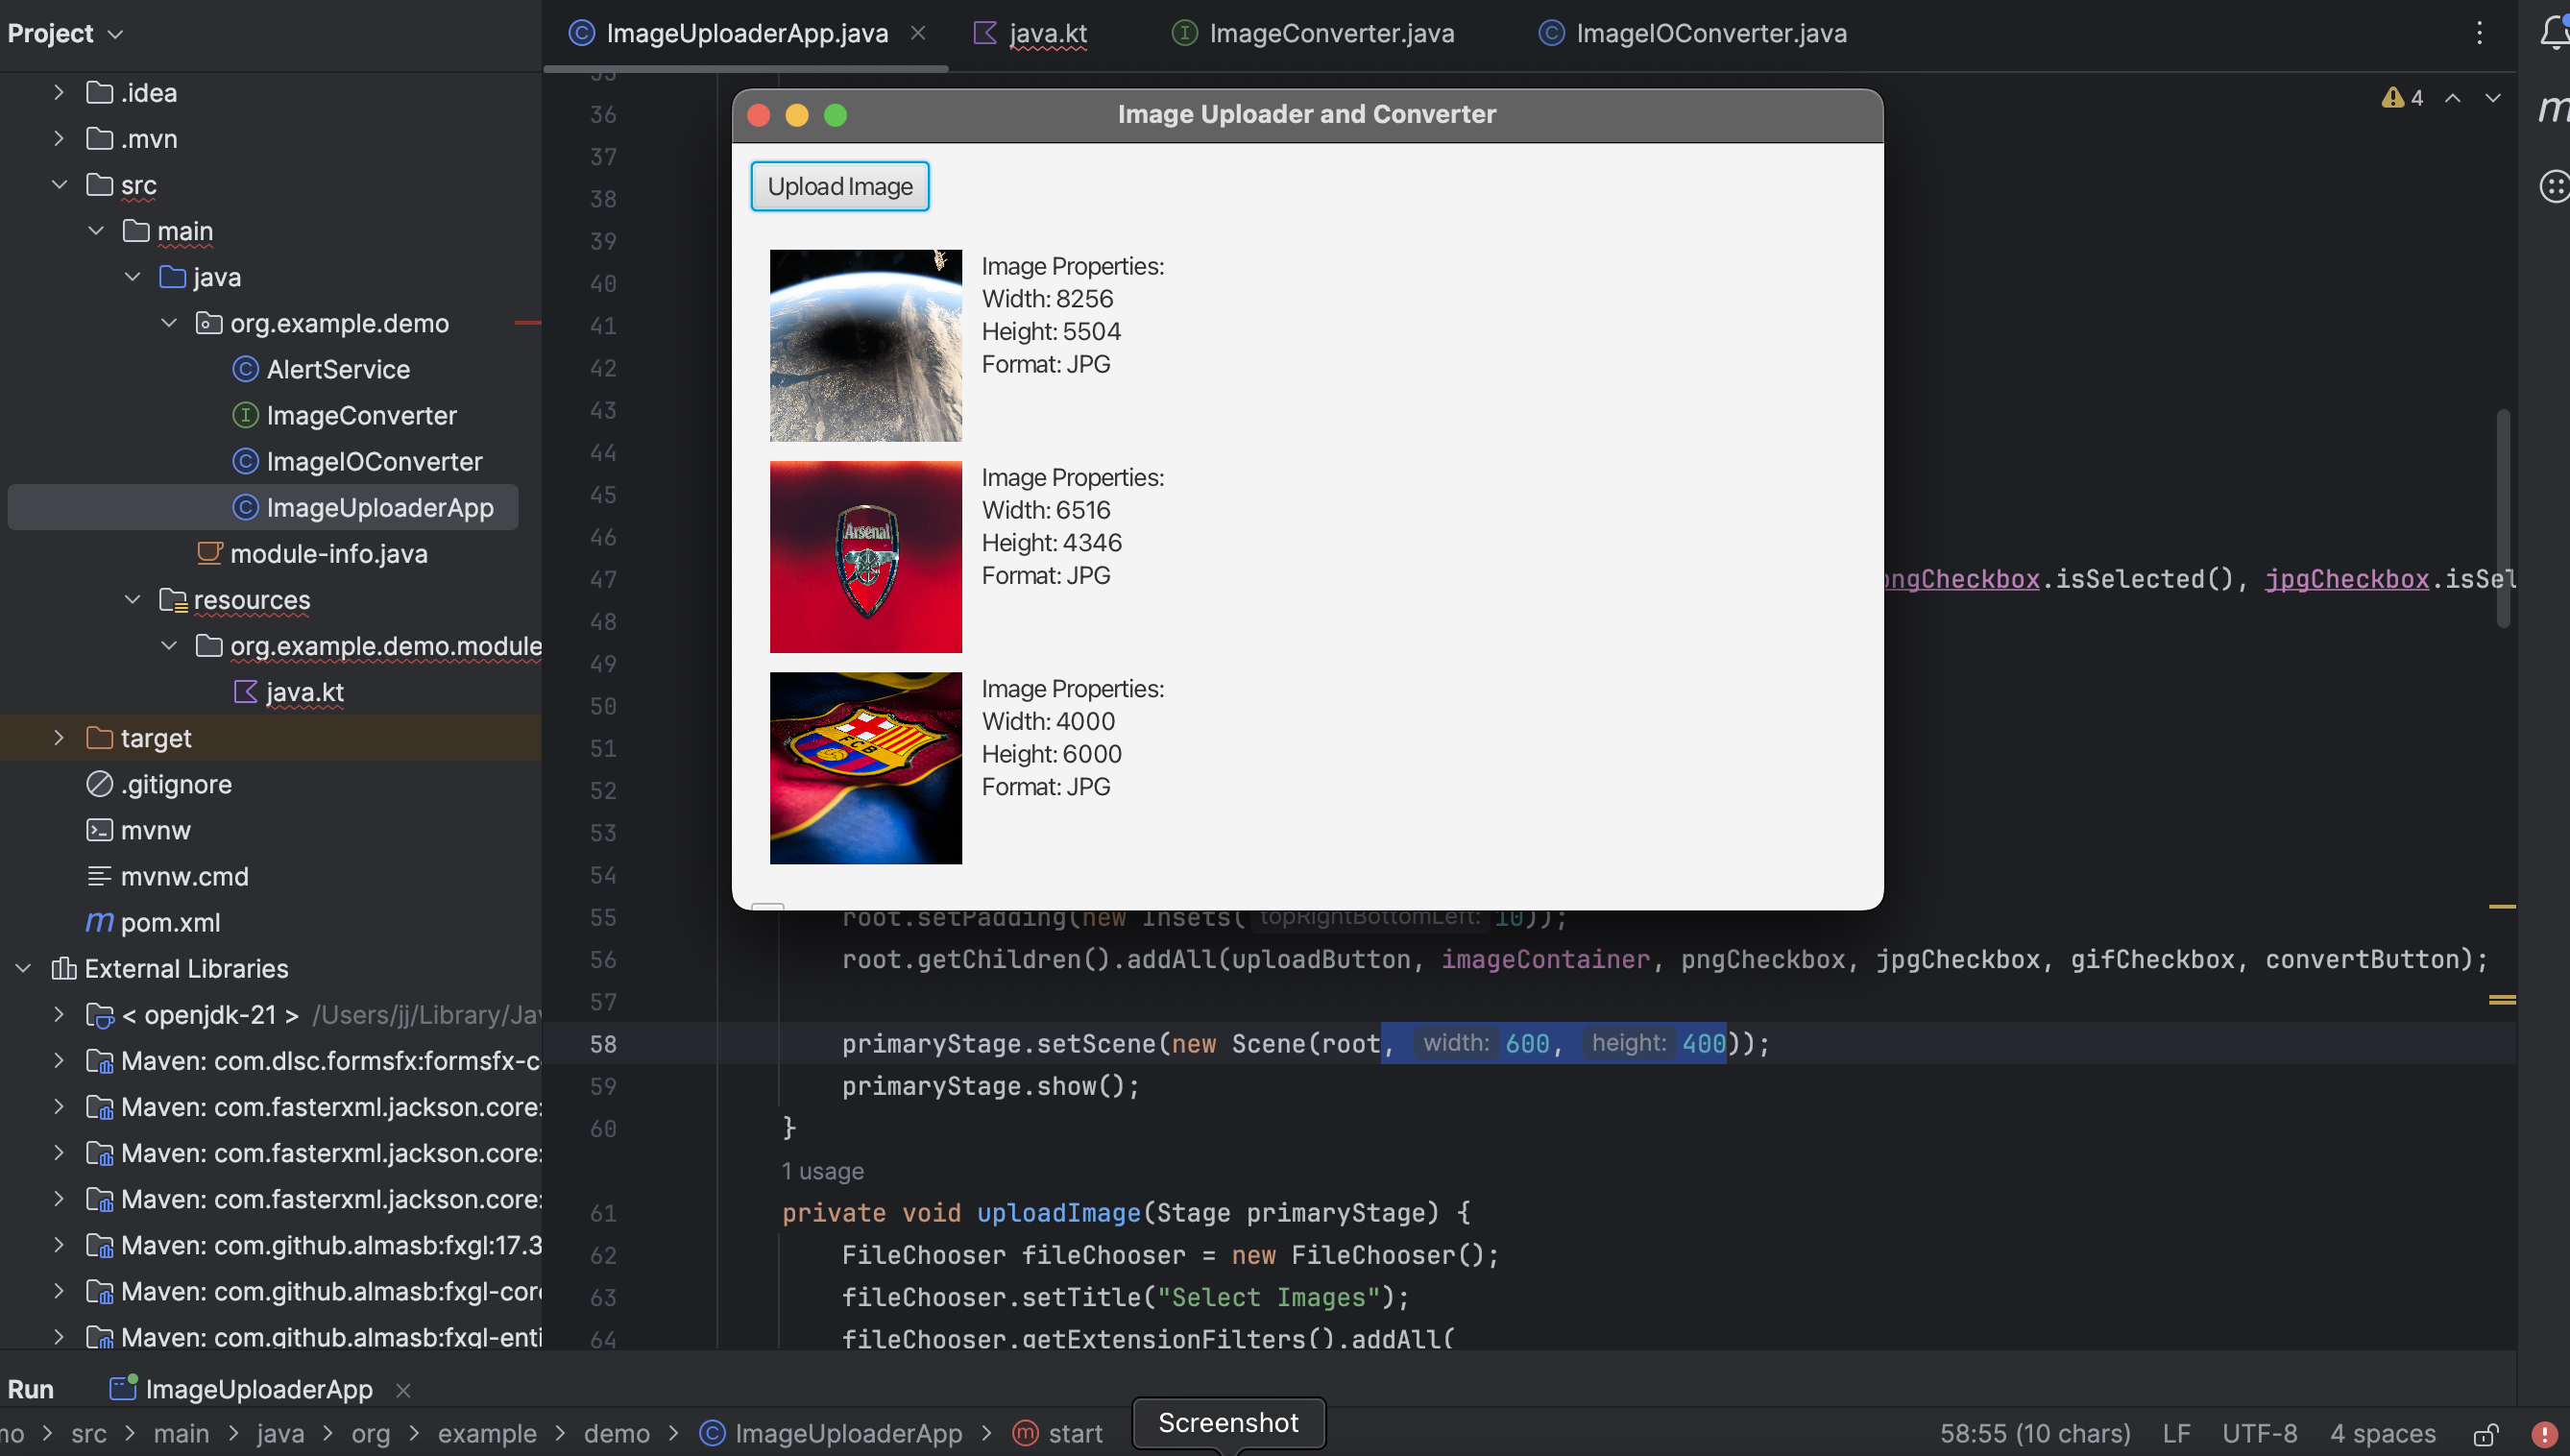 Project
ImageUploaderApp.java
java.kt
ImageConverter.java
ImageIOConverter.java
.idea
.mvn
src
main
java
org.example.demo
AlertService
ImageConverter
ImageIOConverter
ImageUploaderApp
module-info.java
resources
org.example.demo.module
java.kt
target
.gitignore
mvnw
mvnw.cmd
m pom.xml
External Libraries
< openjdk-21 > /Users/jj/Library/Jav
Maven: com.dlsc.formsfx:formsfx-c
Maven: com.fasterxml.jackson.core:
Maven: com.fasterxml.jackson.core:
Maven: com.fasterxml.jackson.core:
Maven: com.github.almasb:fxgl:17.3
Maven: com.github.almasb:fxgl-core
Maven: com.github.almasb:fxgl-enti
4
m
Image Uploader and Converter
Upload Image
Image Properties:
Width: 8256
Height: 5504
Format: JPG
Arsenal
Image Properties:
Width: 6516
Height: 4346
Format: JPG
FCB
Image Properties:
Width: 4000
Height: 6000
Format: JPG
35
36
37
38
39
40
41
42
43
44
45
46
47 ngCheckbox.isSelected(), jpgCheckbox.isSel
48
49
50
51
52
53
54
55 root.setPadding(new Insets( topRightBottomLeft: 10));
56 root.getChildren().addAll(uploadButton, imageContainer, pngCheckbox, jpgCheckbox, gifCheckbox, convertButton);
57
58 primaryStage.setScene(new Scene(root, width: 600, height: 400));
59 primaryStage.show();
60 }
1 usage
61 private void uploadImage(Stage primaryStage) {
62 FileChooser fileChooser = new FileChooser();
63 fileChooser.setTitle("Select Images");
64 fileChooser.getExtensionFilters().addAll(
Run
ImageUploaderApp
mo > src > main > java > org > example > demo > ImageUploaderApp > start
Screenshot
58:55 (10 chars) LF UTF-8 4 spaces